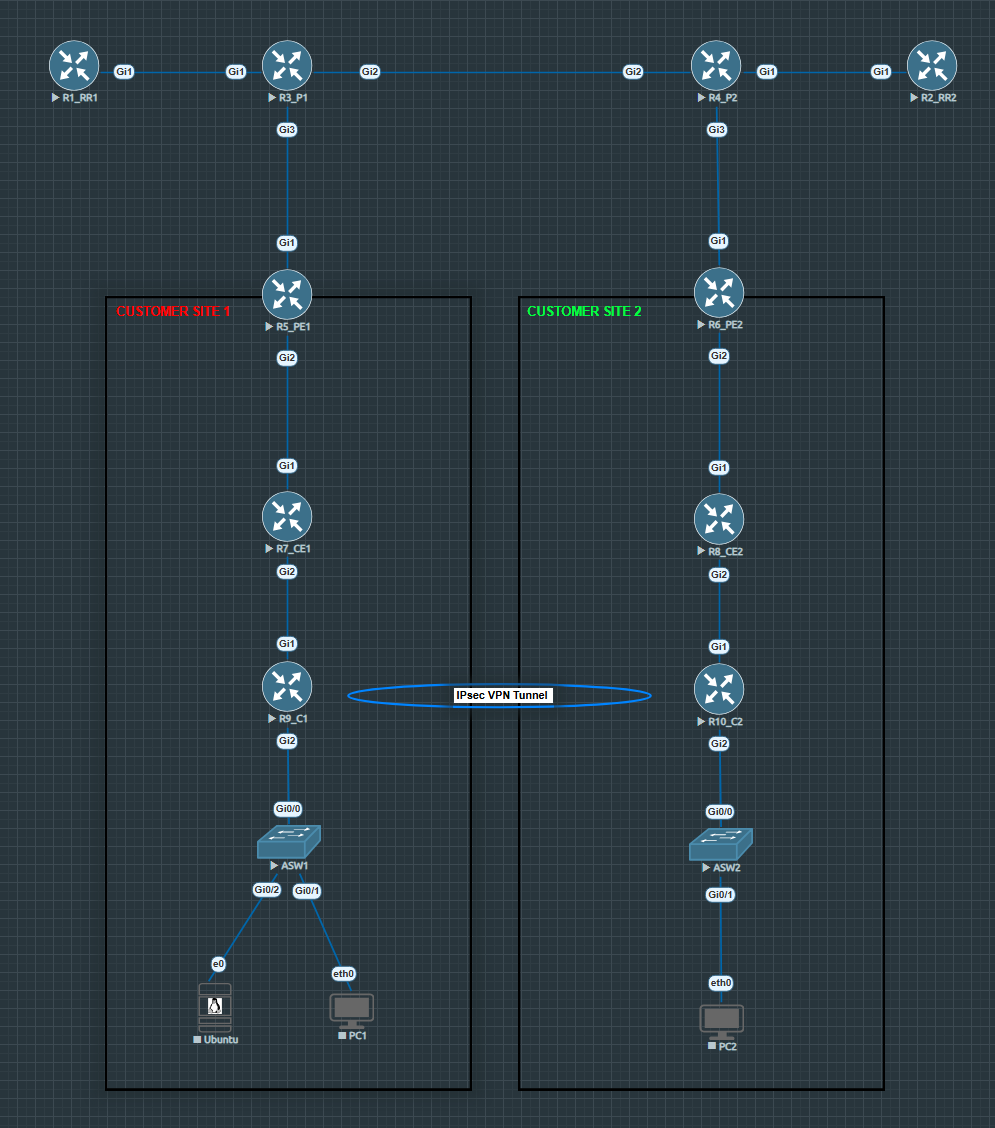 Gi1
Gi1
Gi2
Gi2
Gi1
Gi1
R1_RR1
R3_P1
R4_P2
R2_RR2
Gi3
Gi3
Gi1
Gi1
CUSTOMER SITE 1
CUSTOMER SITE 2
R5_PE1
R6_PE2
Gi2
Gi2
Gi1
Gi1
R7_CE1
R8_CE2
Gi2
Gi2
Gi1
Gi1
IPsec VPN Tunnel
R9_C1
R10_C2
Gi2
Gi2
Gi0/0
Gi0/0
ASW1
ASW2
Gi0/2
Gi0/1
Gi0/1
e0
eth0
eth0
Ubuntu
PC1
PC2